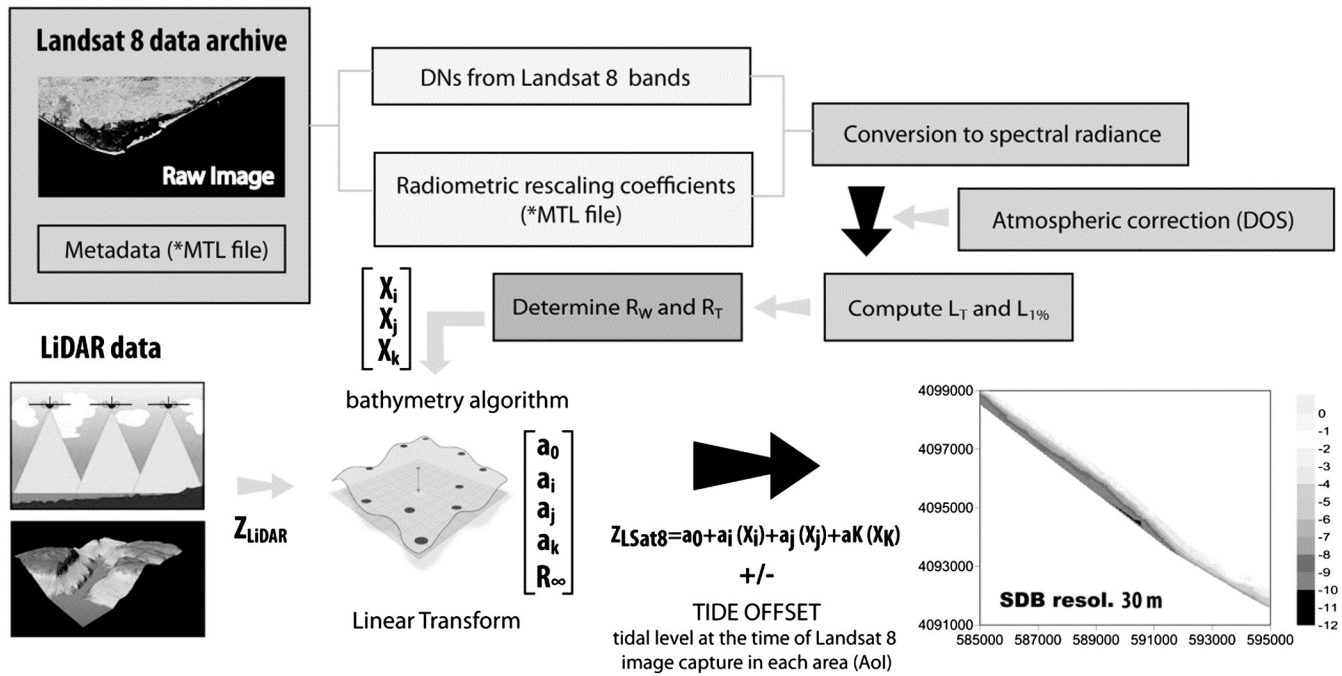 Landsat 8 data archive
Raw Image
Metadata (*MTL file)
DNs from Landsat 8 bands
Radiometric rescaling coefficients
(*MTL file)
Conversion to spectral radiance
Atmospheric correction (DOS)
Compute LT and L1%
Determine RW and RT
Xi
Xj
Xk
LiDAR data
ZLiDAR
bathymetry algorithm
Linear Transform
a0
ai
aj
ak
R∞
ZLSat8=a0+ai (Xi)+aj (Xj)+aK (XK)
+/-
TIDE OFFSET
tidal level at the time of Landsat 8
image capture in each area (AoI)
4099000
4097000
4095000
4093000
4091000
585000 587000 589000 591000 593000 595000
SDB resol. 30 m
0
-1
-2
-3
-4
-5
-6
-7
-8
-9
-10
-11
-12